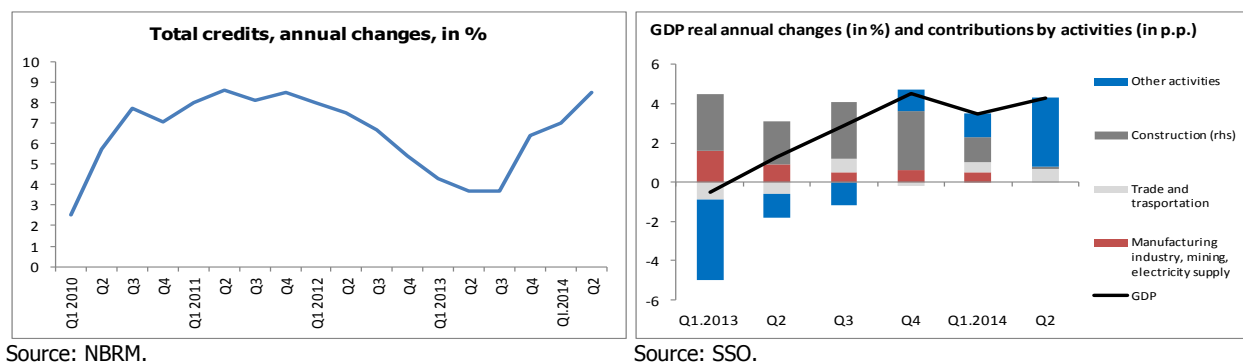 Total credits, annual changes, in %
10
9
8
7
6
5
4
3
2
1
0
Q1 2010
Q2
Q3
Q4
Q1 2011
Q2
Q3
Q4
Q1 2012
Q2
Q3
Q4
Q1 2013
Q2
Q3
Q4
QI.2014
Q2
Source: NBRM.
GDP real annual changes (in %) and contributions by activities (in p.p.)
6
4
2
0
-2
-4
-6
Q1.2013
Q2
Q3
Q4
Q1.2014
Q2
Other activities
Construction (rhs)
Trade and
trasportation
Manufacturing
industry, mining,
electricity supply
GDP
Source: SSO.